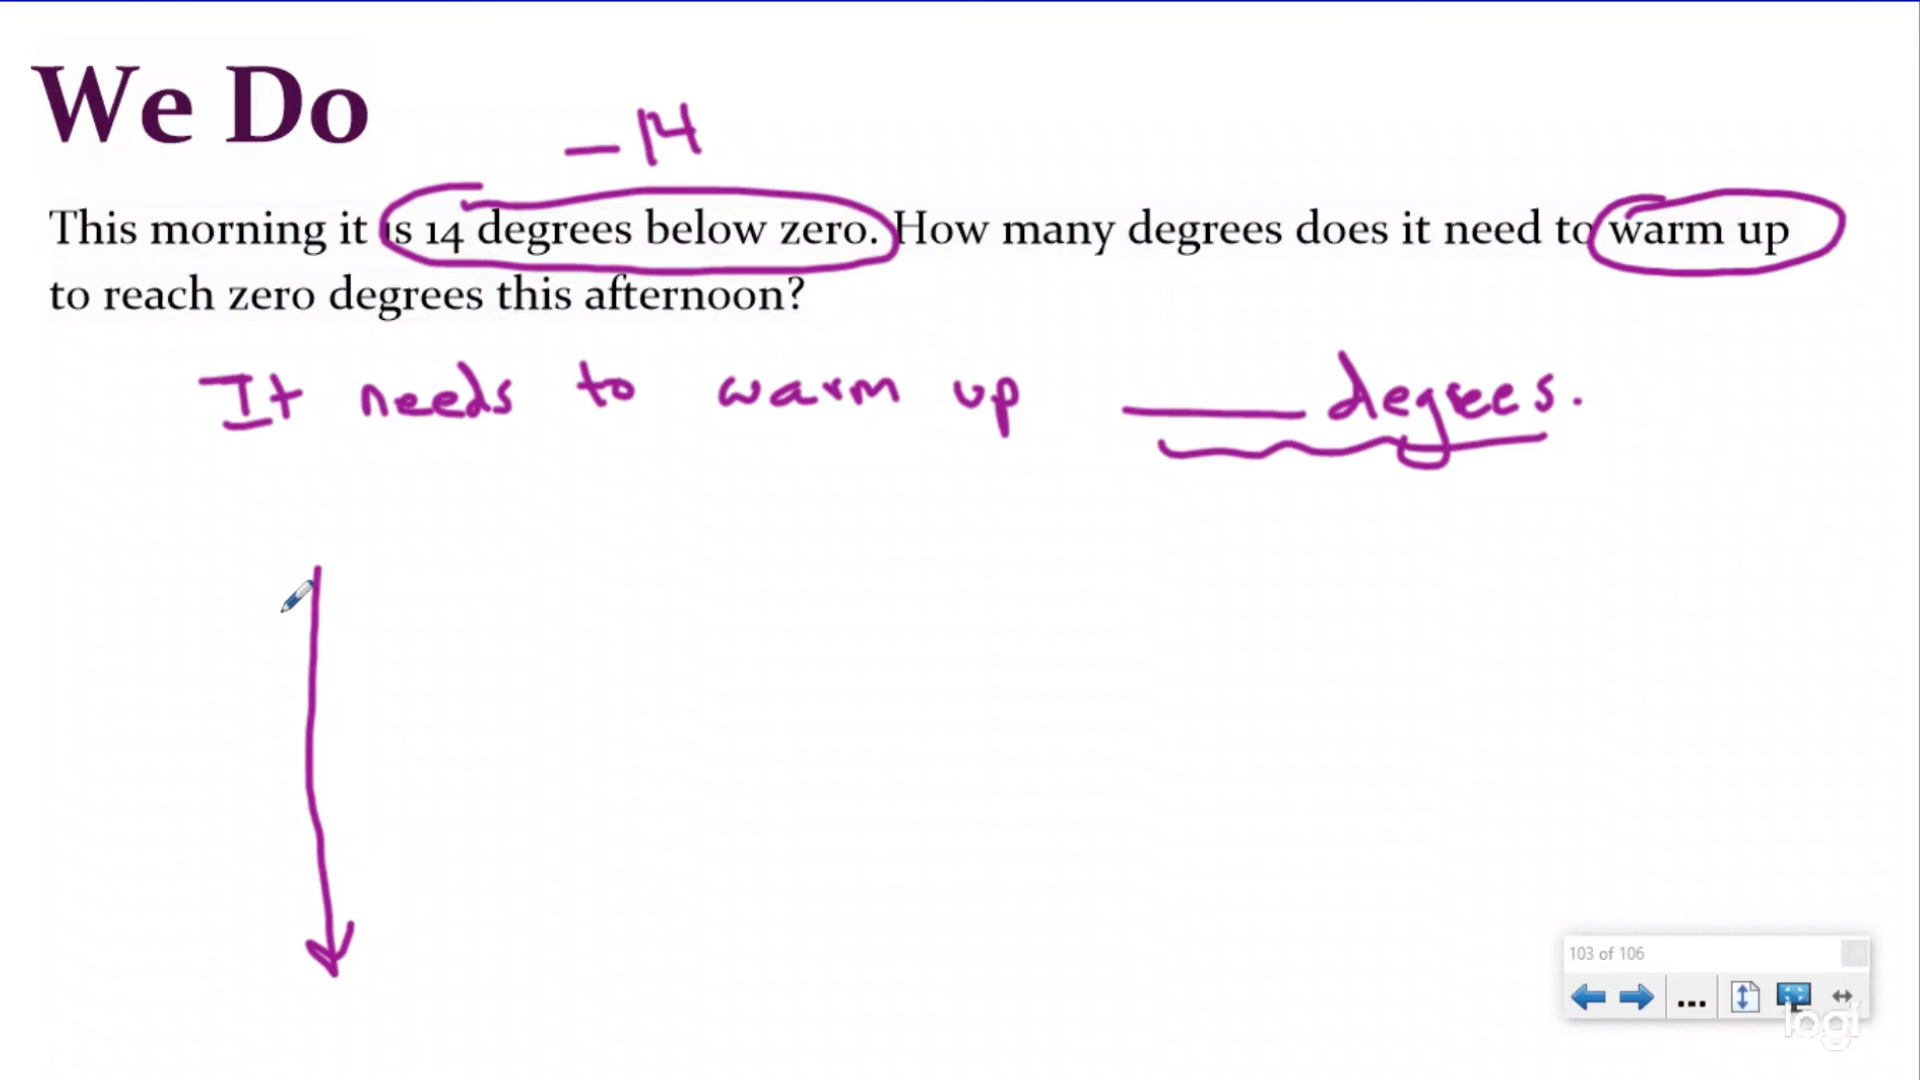 We Do
- 14
This morning it is 14 degrees below zero. How many degrees does it need to warm up
to reach zero degrees this afternoon?
It needs to warm up ____ degrees.
103 of 106
...
logi